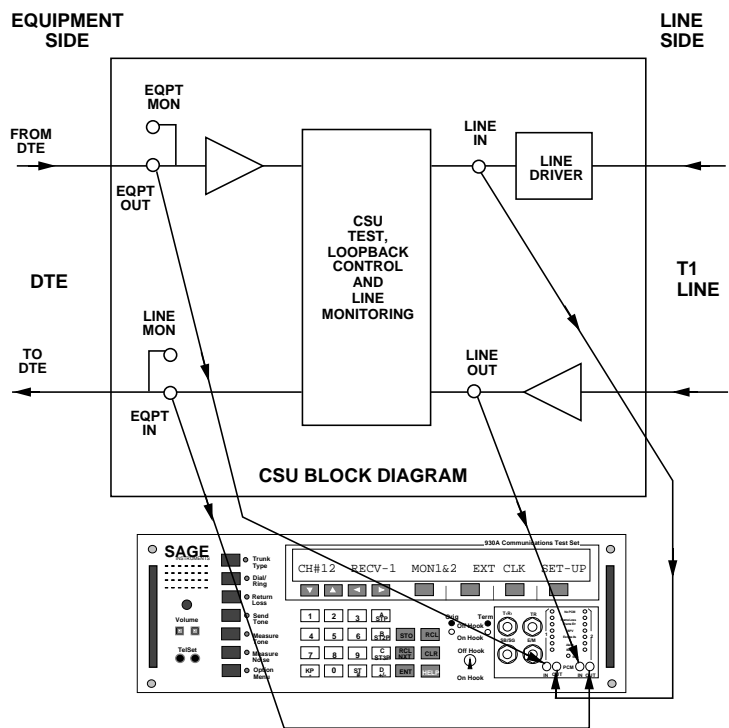 EQUIPMENT
SIDE
LINE
SIDE
EQPT
MON
FROM
DTE
EQPT
OUT
LINE
IN
LINE
DRIVER
CSU
TEST,
LOOPBACK
CONTROL
AND
LINE
MONITORING
DTE
T1
LINE
LINE
MON
TO
DTE
EQPT
IN
LINE
OUT
CSU BLOCK DIAGRAM
930A Communications Test Set
SAGE
INSTRUMENTS
CH#12 RECV-1 MON1&2 EXT CLK SET-UP
Trunk
Type
Dial/
Ring
Return
Loss
Send
Tone
Measure
Tone
Measure
Noise
Option
Menu
Volume
TelSet
1 2 3 A
STP
4 5 6 B
ST2P
7 8 9 C
ST3P
KP 0 ST D
STO RCL
RCL
NXT
CLR
ENT HELP
Orig Term
Off Hook
On Hook
Off Hook
On Hook
T/R1 TR
SB/SG E/M
PCM
IN OUT IN OUT